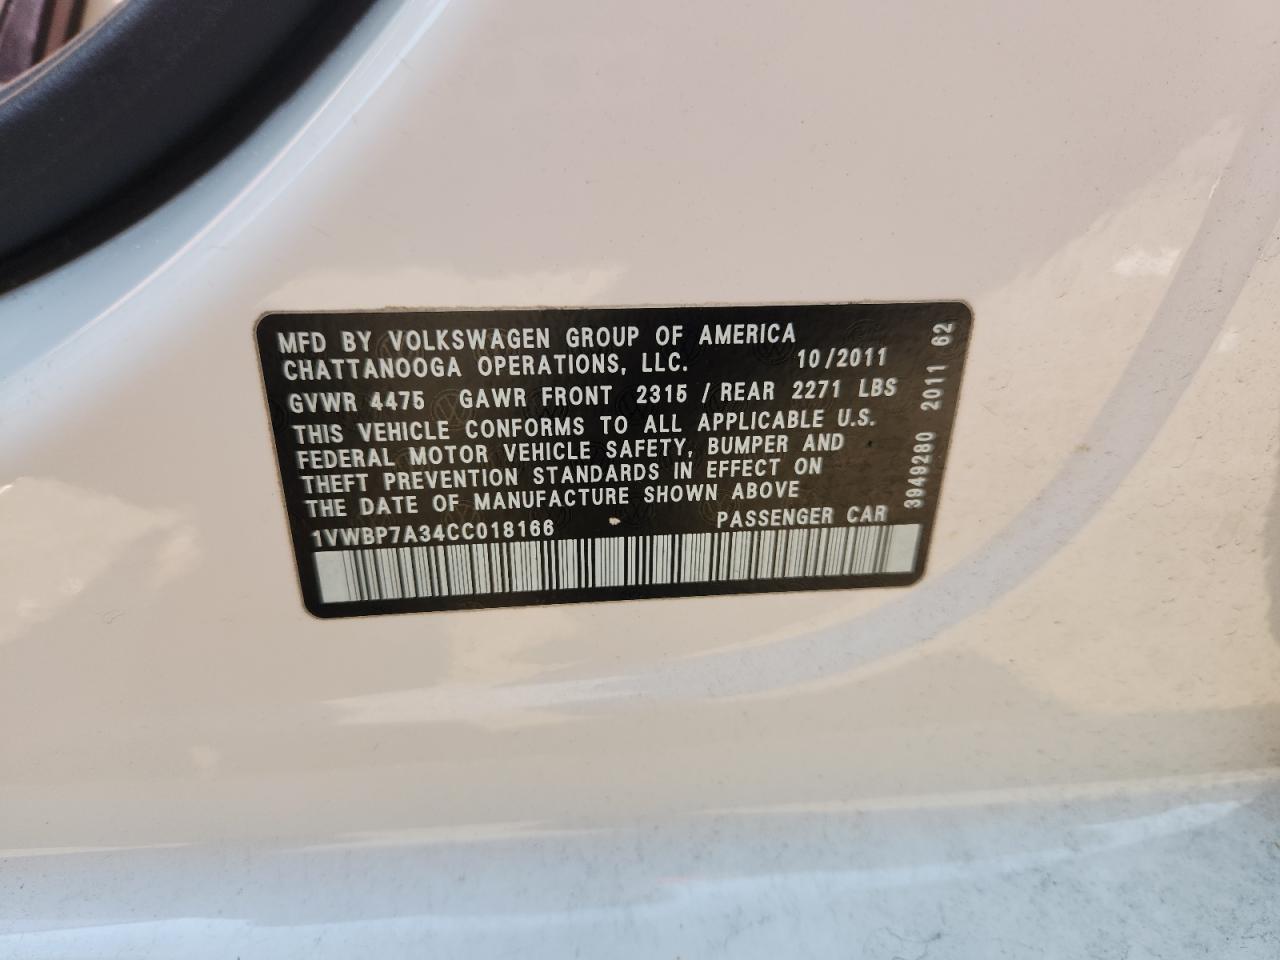 MFD BY VOLKSWAGEN GROUP OF AMERICA
CHATTANOOGA OPERATIONS, LLC. 10/2011
GVWR 4475 GAWR FRONT 2315 / REAR 2271 LBS
THIS VEHICLE CONFORMS TO ALL APPLICABLE U.S.
FEDERAL MOTOR VEHICLE SAFETY, BUMPER AND
THEFT PREVENTION STANDARDS IN EFFECT ON
THE DATE OF MANUFACTURE SHOWN ABOVE
1VWBP7A34CC018166 PASSENGER CAR
3949280 2011 62